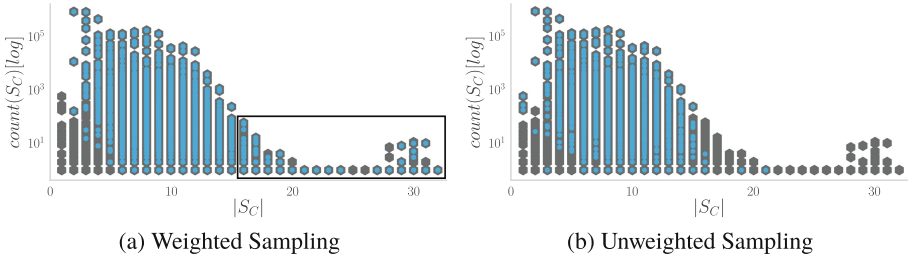 count(S_C)[log]
10^5
10^3
10^1
0
10
20
30
|S_C|
(a) Weighted Sampling
count(S_C)[log]
10^5
10^3
10^1
0
10
20
30
|S_C|
(b) Unweighted Sampling